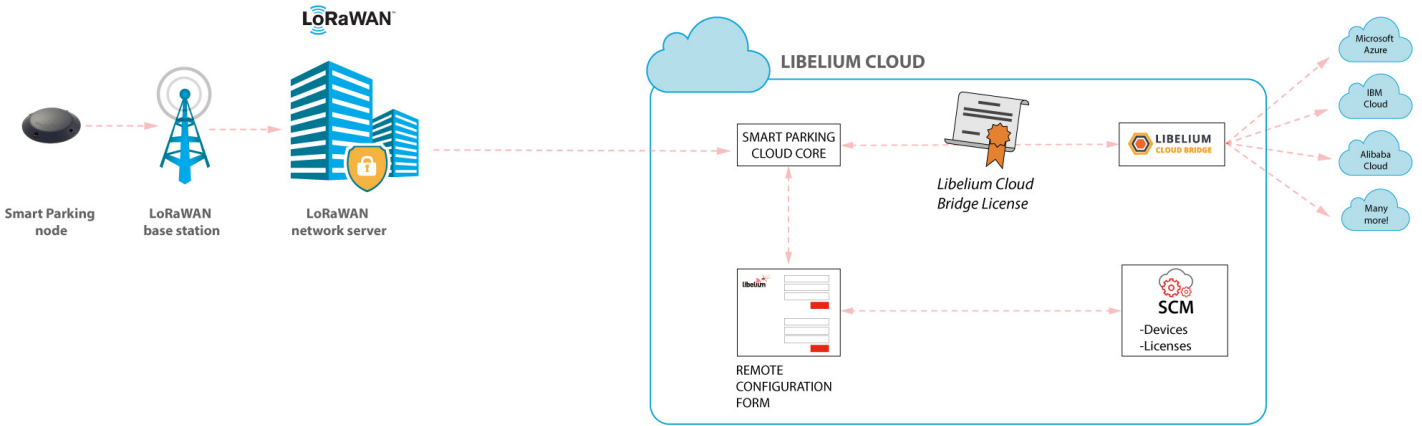 LoRaWAN™
Smart Parking
node
LoRaWAN
base station
LoRaWAN
network server
LIBELIUM CLOUD
SMART PARKING
CLOUD CORE
Libelium Cloud
Bridge License
LIBELIUM
CLOUD BRIDGE
libelium
REMOTE
CONFIGURATION
FORM
SCM
-Devices
-Licenses
Microsoft
Azure
IBM
Cloud
Alibaba
Cloud
Many
more!